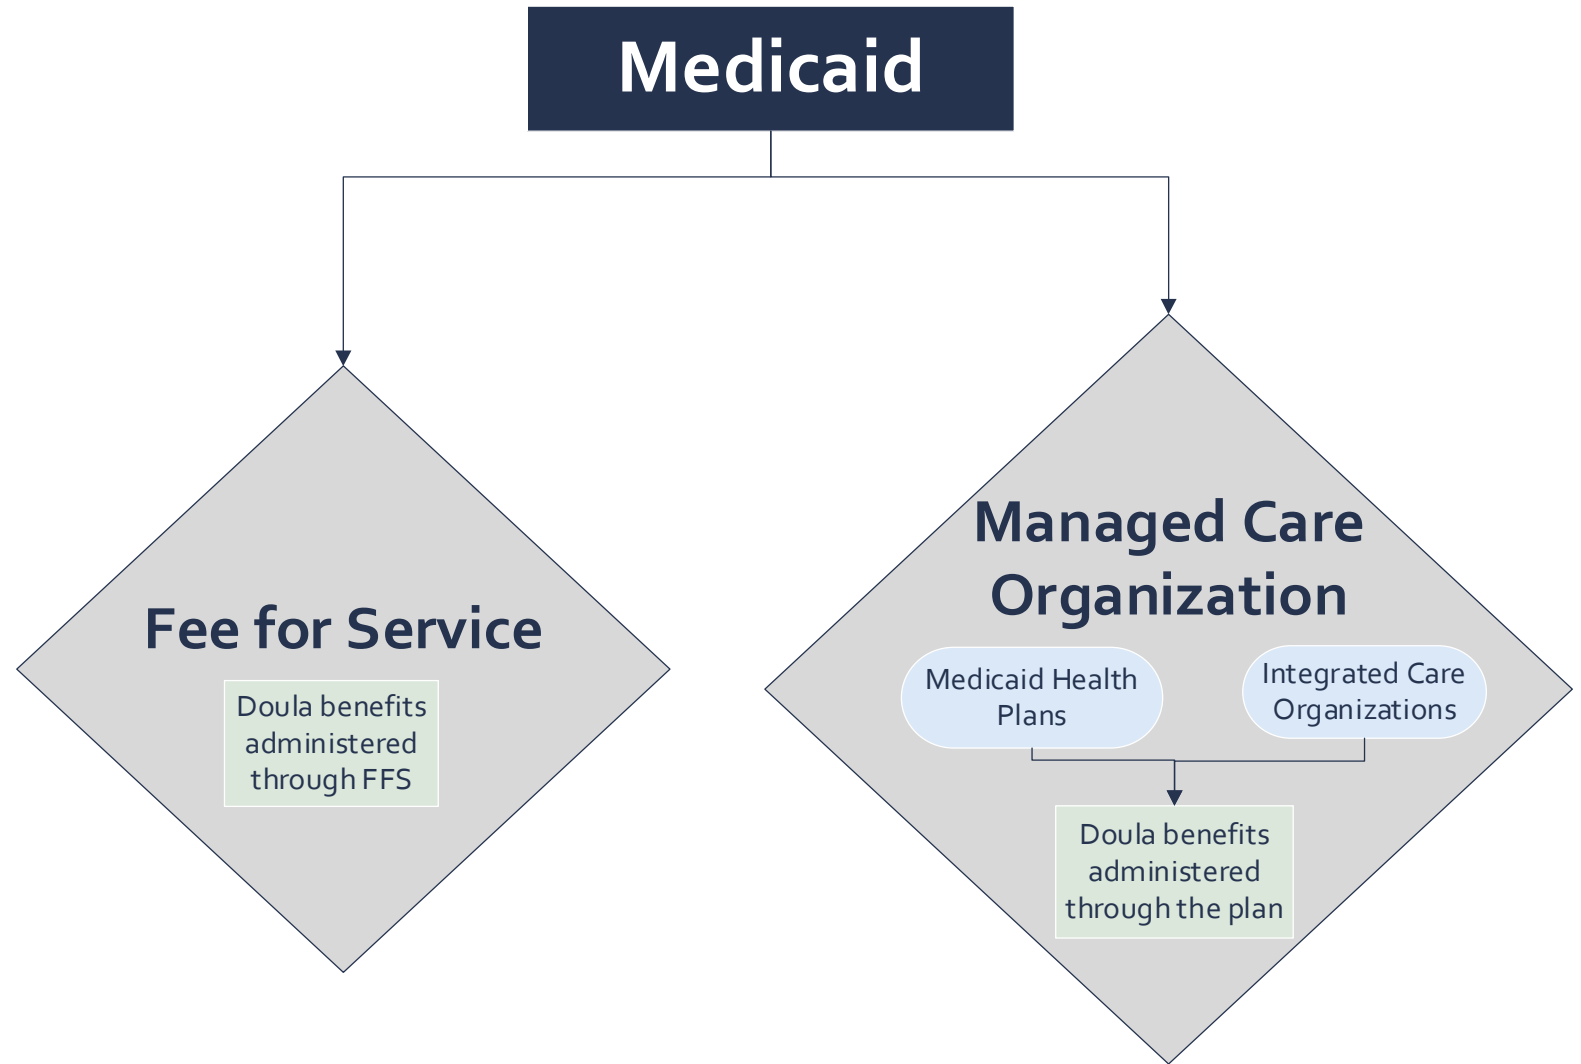 Medicaid
Fee for Service
Doula benefits
administered
through FFS
Managed Care
Organization
Medicaid Health
Plans
Integrated Care
Organizations
Doula benefits
administered
through the plan